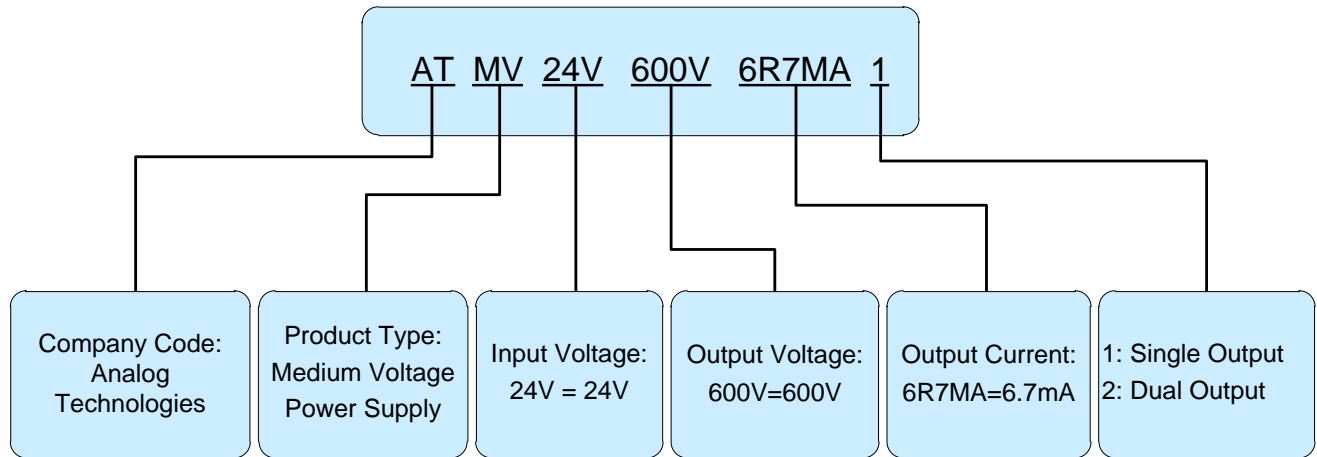 AT MV 24V 600V 6R7MA 1
Company Code:
Analog
Technologies
Product Type:
Medium Voltage
Power Supply
Input Voltage:
24V = 24V
Output Voltage:
600V=600V
Output Current:
6R7MA=6.7mA
1: Single Output
2: Dual Output